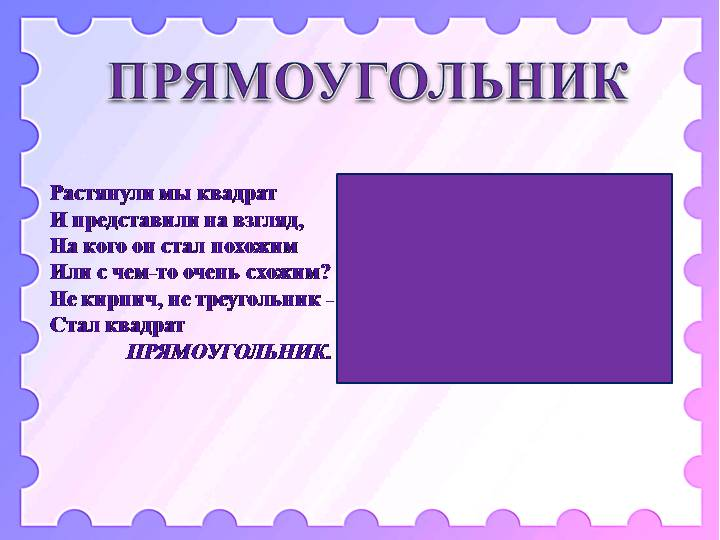 ПРЯМОУГОЛЬНИК
Растянули мы квадрат
И представили на взгляд,
На кого он стал похожим
Или с чем-то очень схожим?
Не кирпич, не треугольник –
Стал квадрат
ПРЯМОУГОЛЬНИК.